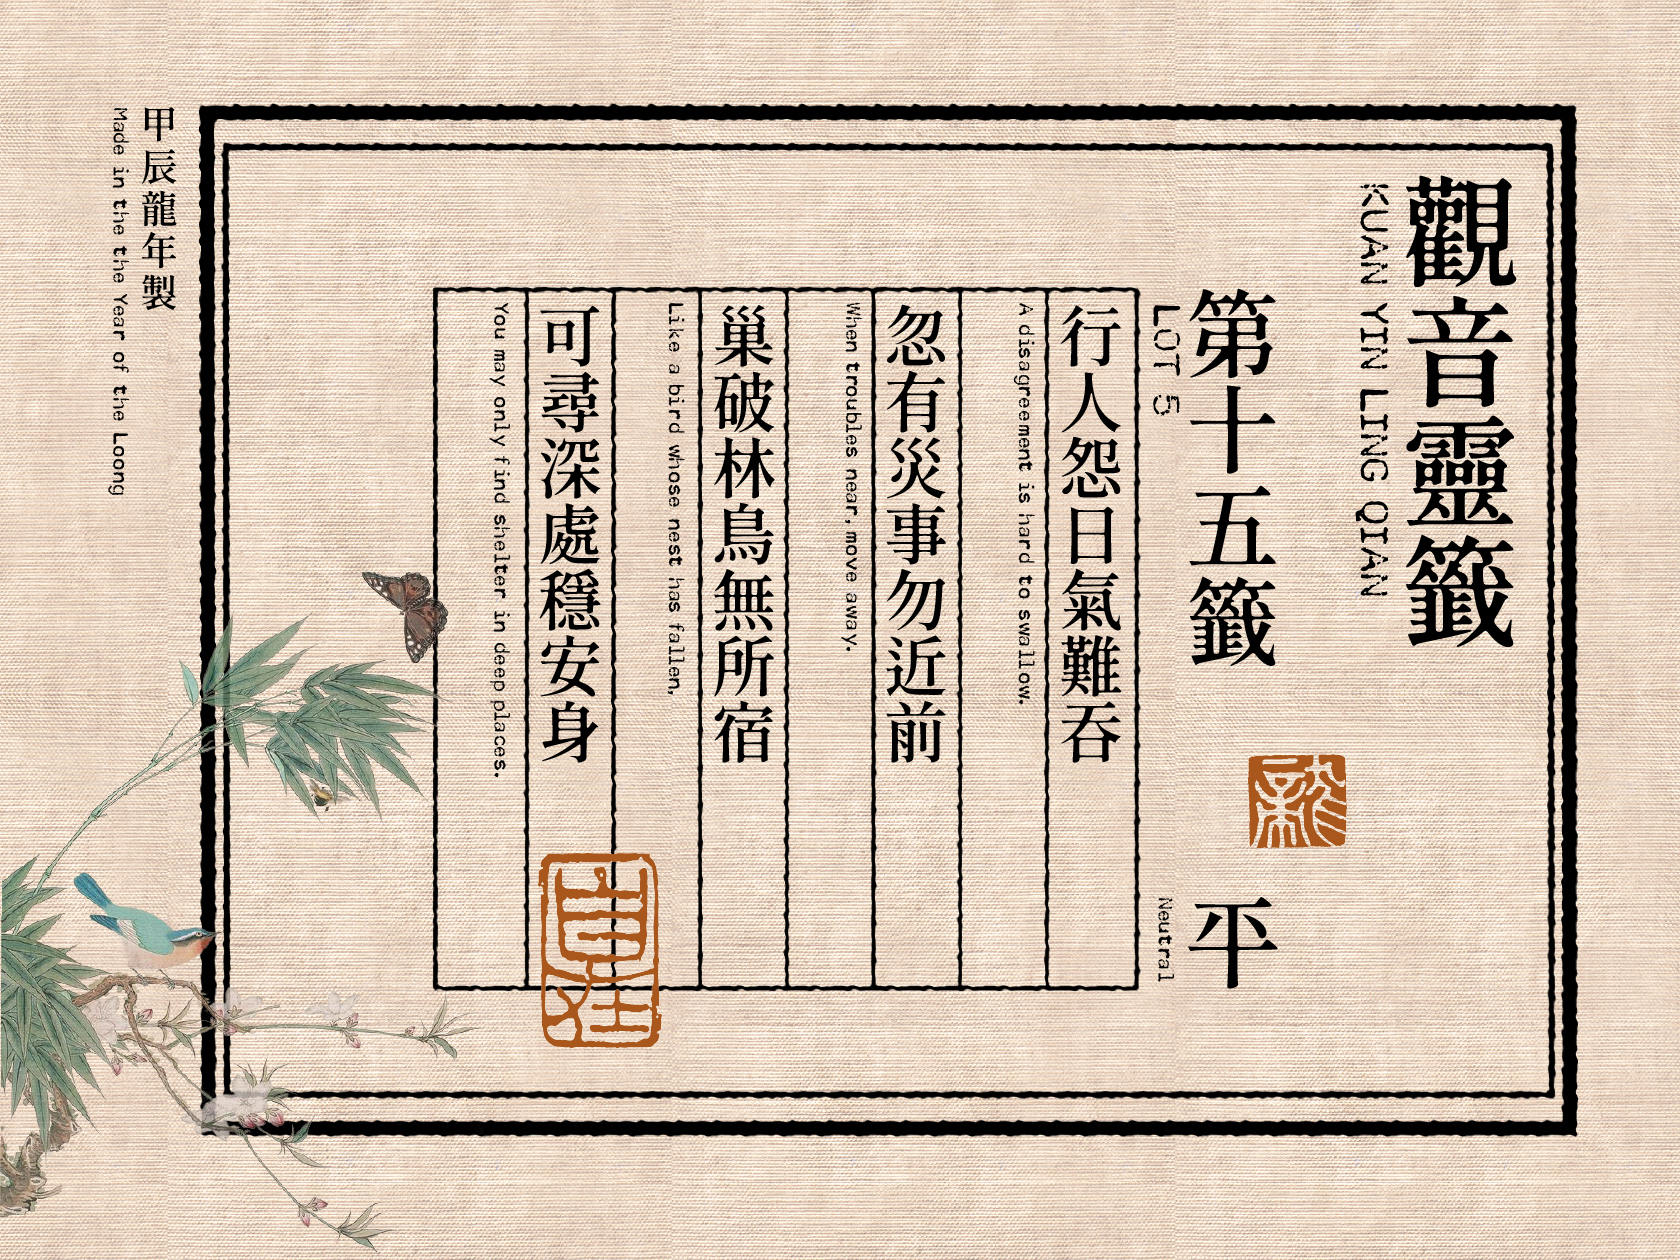 觀音靈籤
KUAN YIN LING QIAN
第十五籤
平
LOT 5
Neutral
行人怨日氣難吞
A disagreement is hard to swallow.
忽有災事勿近前
When troubles near, move away.
巢破林鳥無所宿
Like a bird whose nest has fallen,
可尋深處穩安身
You may only find shelter in deep places.
甲辰龍年製
Made in the the Year of the Loong
龍
自在